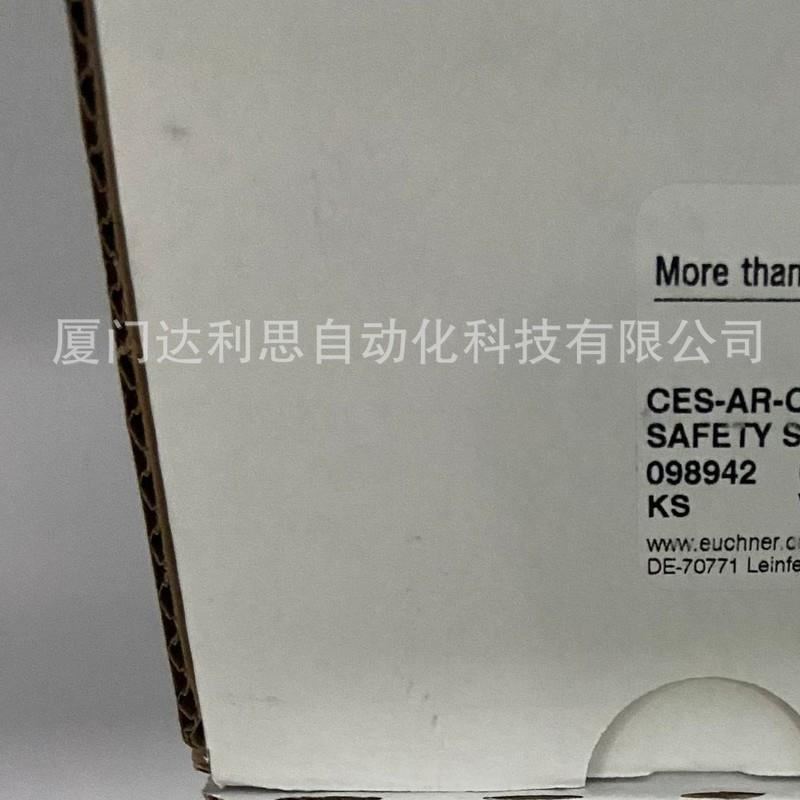 More than
厦门达利思自动化科技有限公司
CES-AR-C
SAFETY S
098942
KS
www.euchner.c
DE-70771 Leinfe